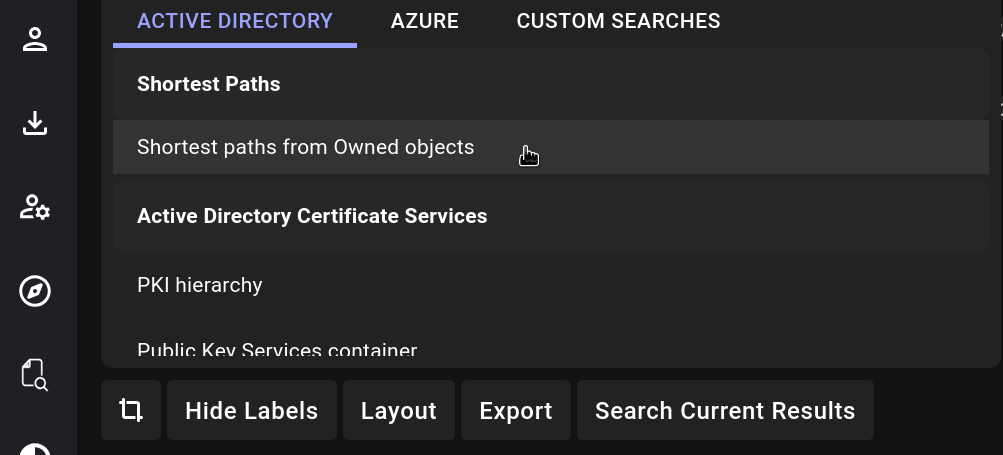 ACTIVE DIRECTORY AZURE CUSTOM SEARCHES
Shortest Paths
Shortest paths from Owned objects
Active Directory Certificate Services
PKI hierarchy
Public Key Services container
Hide Labels Layout Export Search Current Results